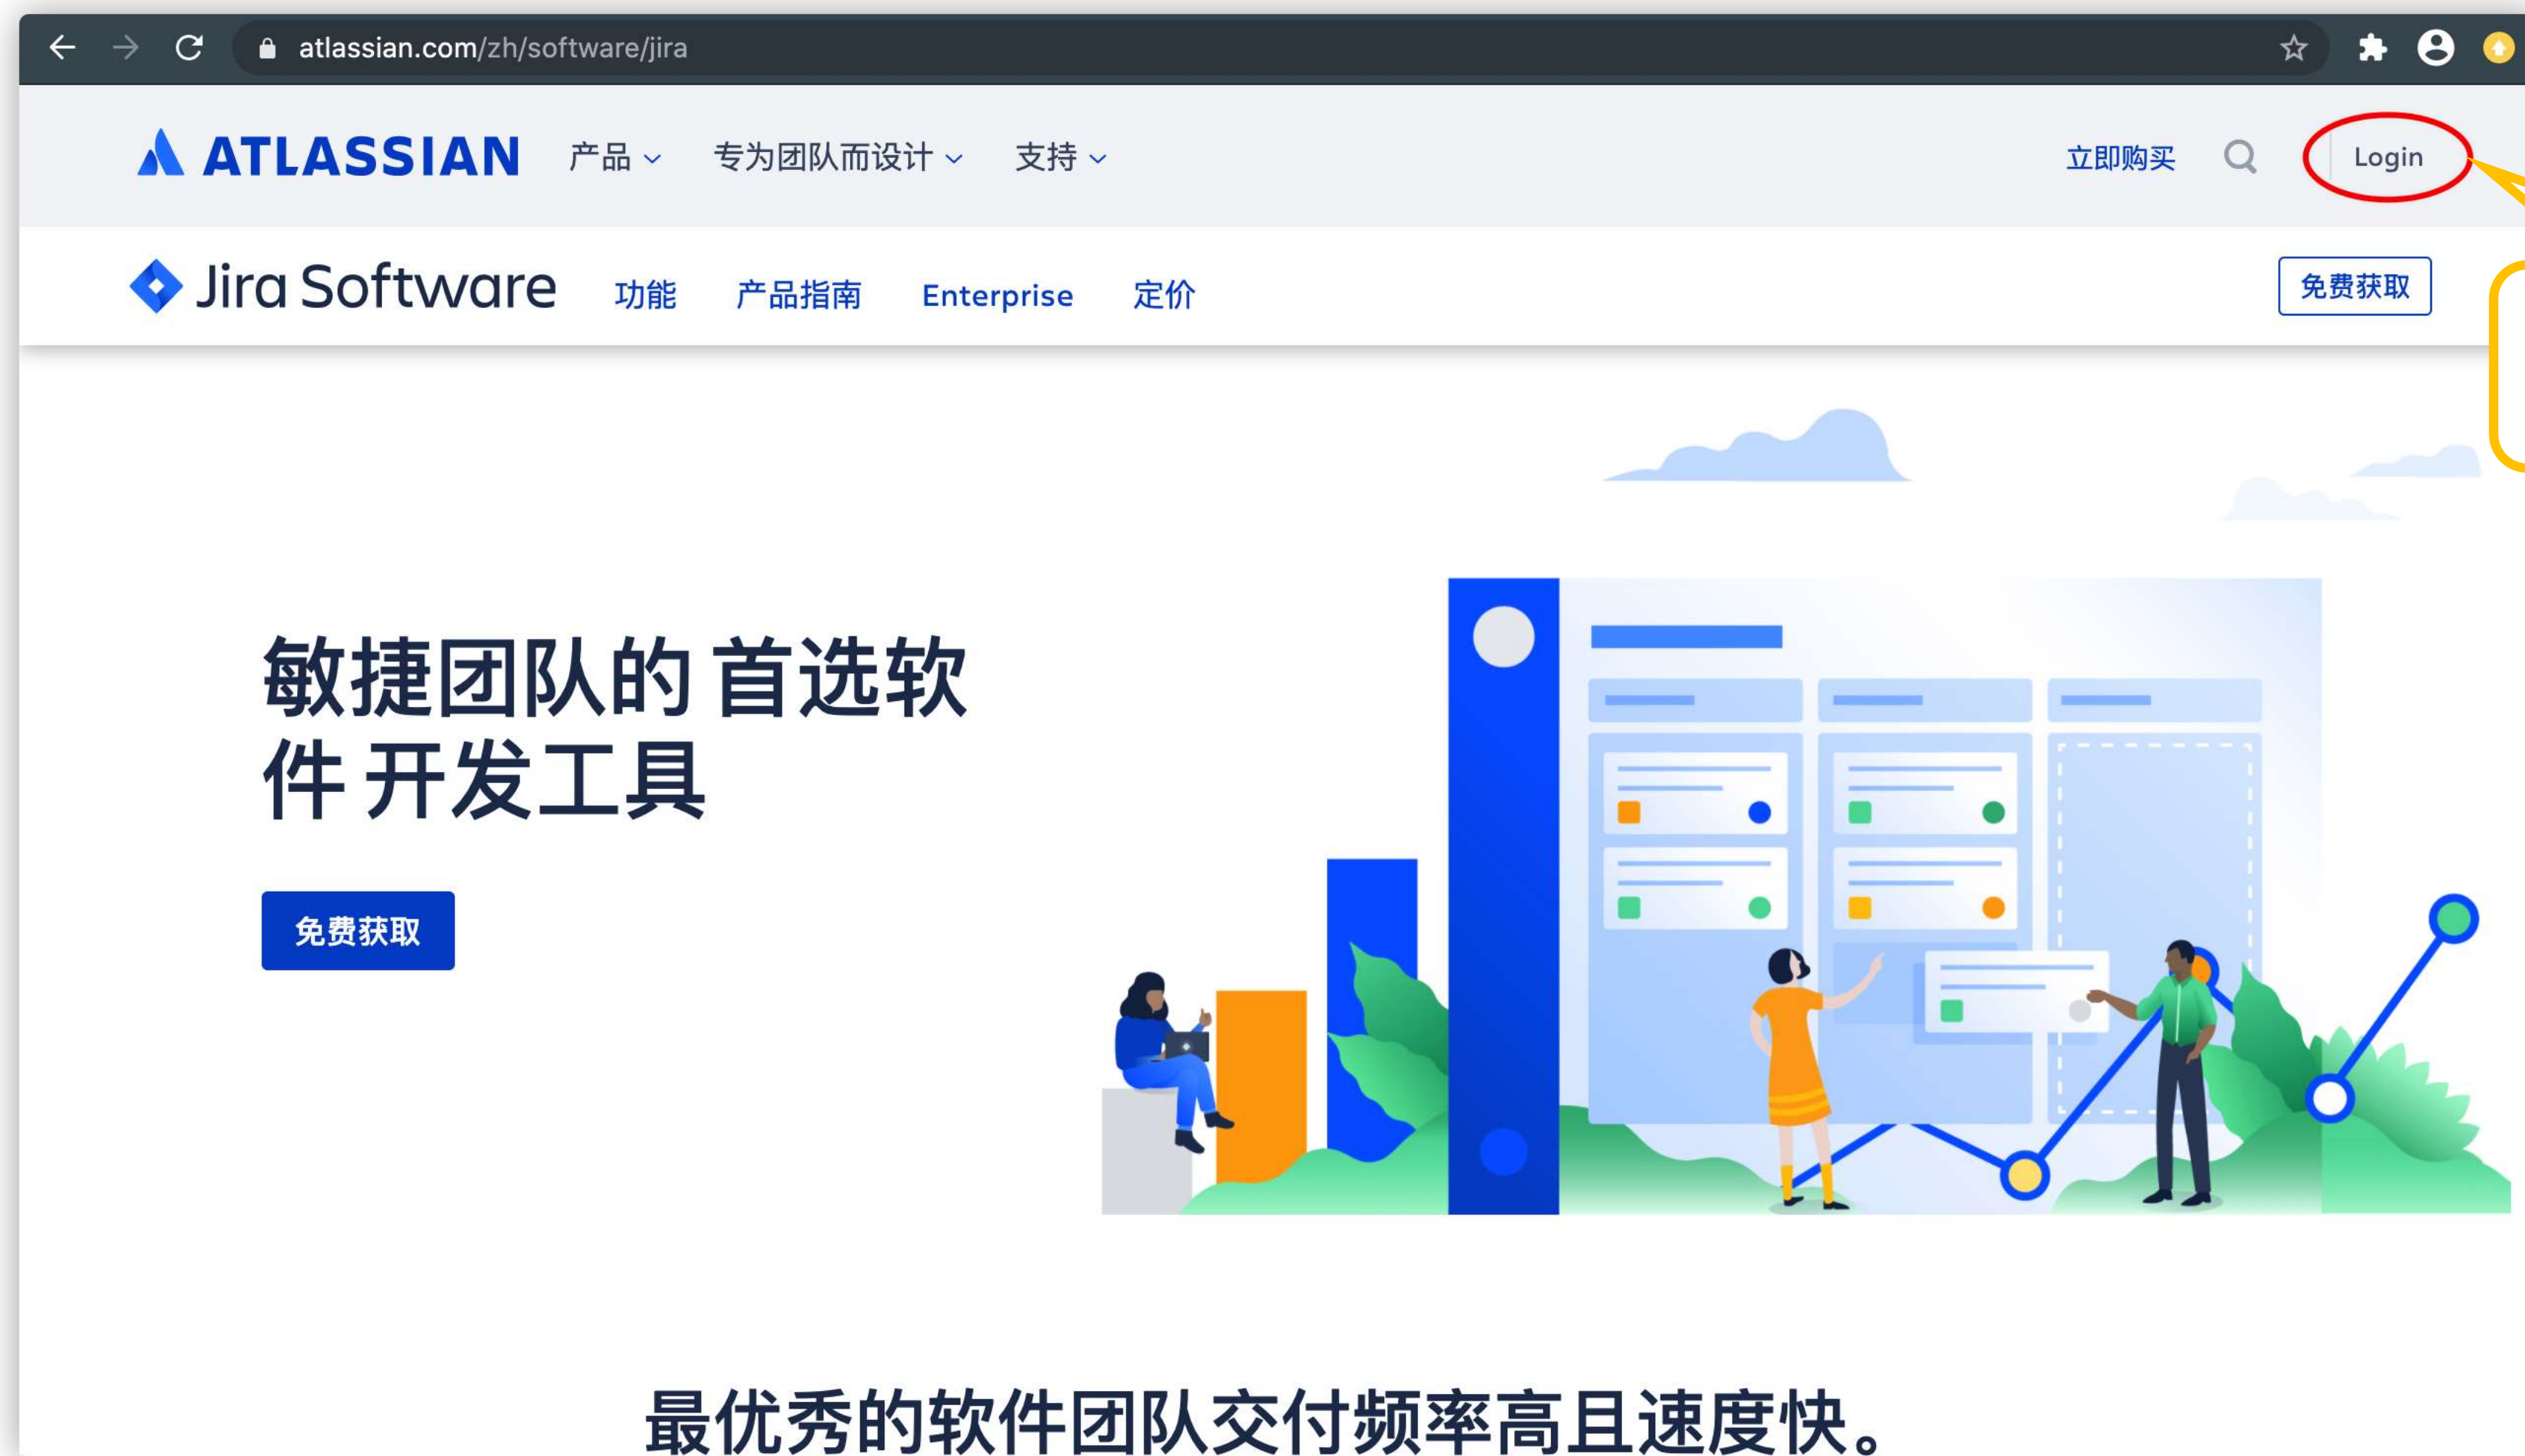 atlassian.com/zh/software/jira
ATLASSIAN 产品 专为团队而设计 支持 立即购买 Login
Jira Software 功能 产品指南 Enterprise 定价 免费获取
敏捷团队的 首选软
件 开发工具
免费获取
最优秀的软件团队交付频率高且速度快。